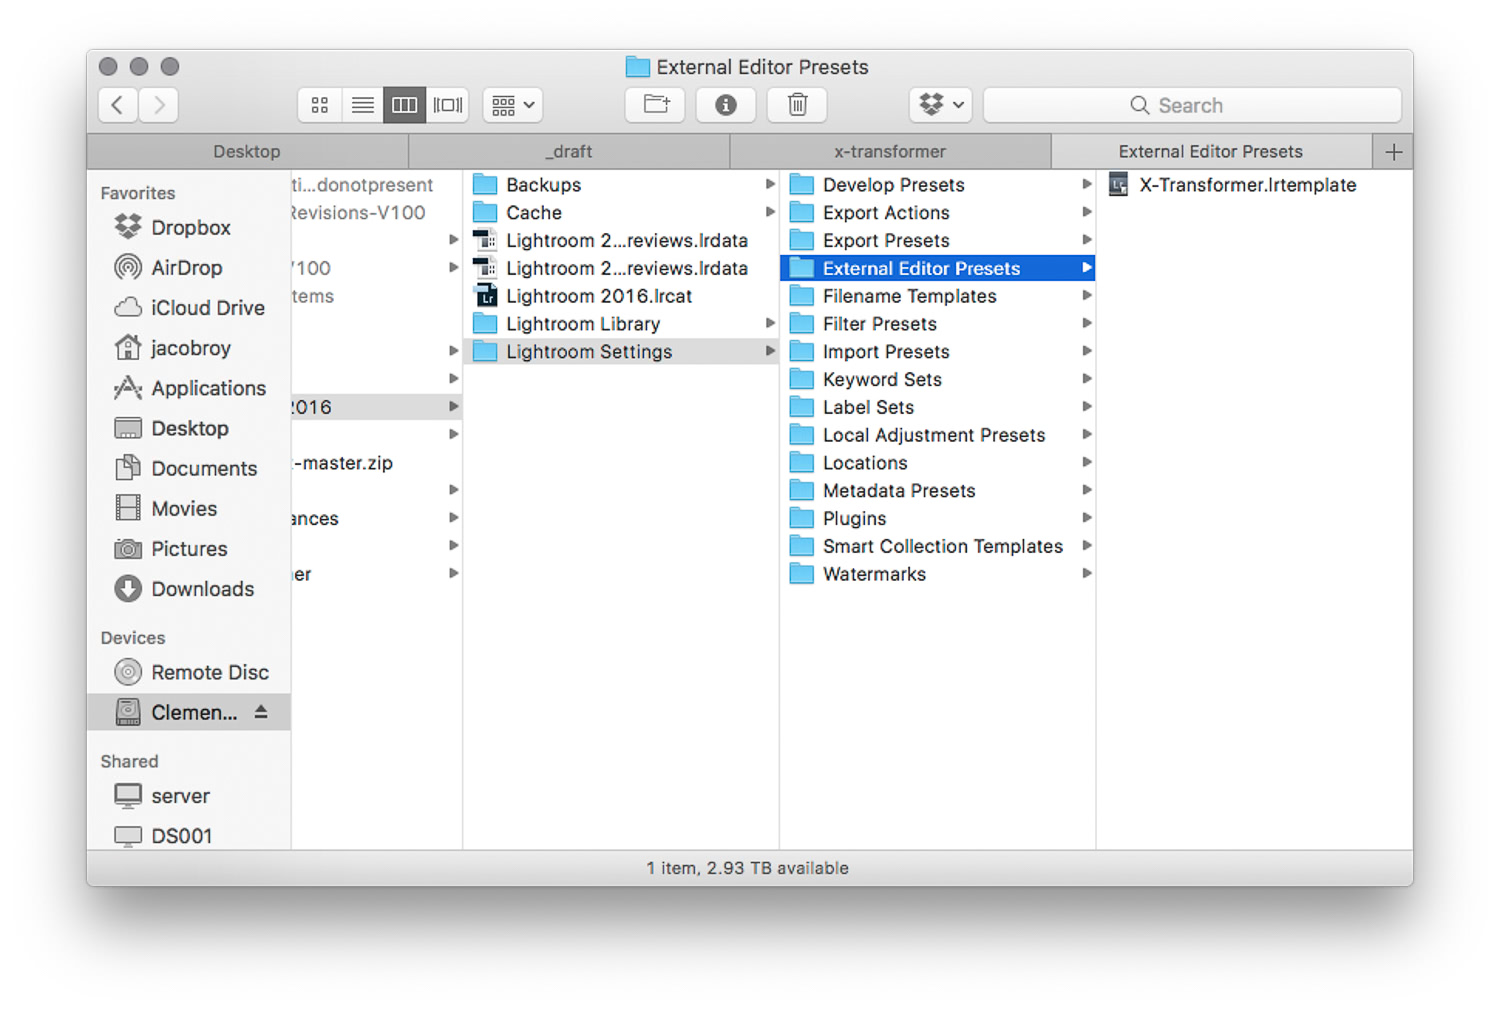 External Editor Presets
Search
Desktop
_draft
x-transformer
External Editor Presets
Favorites
Dropbox
AirDrop
iCloud Drive
jacobroy
Applications
Desktop
Documents
Movies
Pictures
Downloads
Devices
Remote Disc
Clemen...
Shared
server
DS001
ti...donotpresent
Revisions-V100
V100
tems
2016
t-master.zip
ances
er
Backups
Cache
Lightroom 2...reviews.lrdata
Lightroom 2...reviews.lrdata
Lr Lightroom 2016.lrcat
Lightroom Library
Lightroom Settings
Develop Presets
Export Actions
Export Presets
External Editor Presets
Filename Templates
Filter Presets
Import Presets
Keyword Sets
Label Sets
Local Adjustment Presets
Locations
Metadata Presets
Plugins
Smart Collection Templates
Watermarks
Lr X-Transformer.lrtemplate
1 item, 2.93 TB available